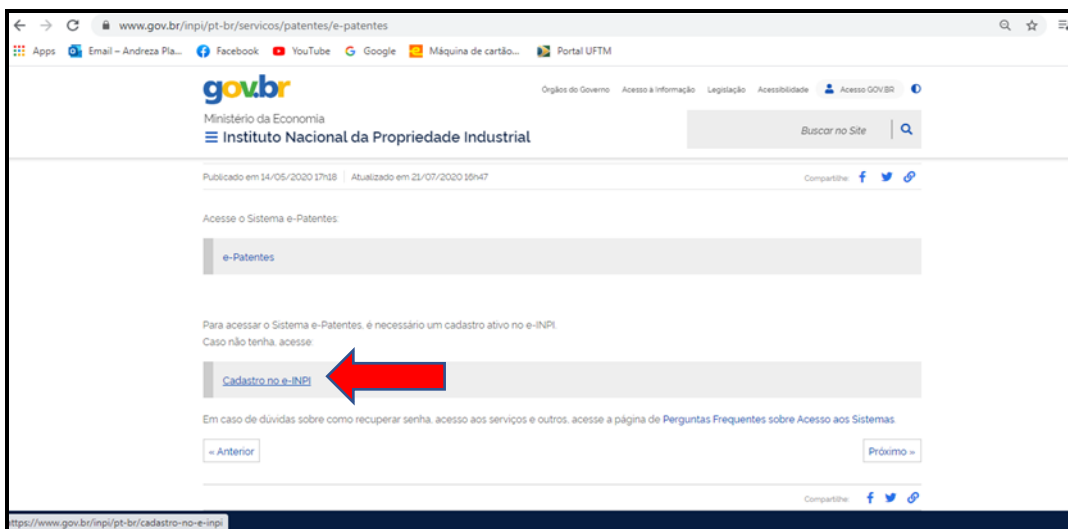 www.gov.br/inpi/pt-br/servicos/patentes/e-patentes
Apps Email – Andreza Pla... Facebook YouTube Google Máquina de cartão... Portal UFTM
gov.br
Órgãos do Governo Acesso à Informação Legislação Acessibilidade Acesso GOV.BR
Ministério da Economia
Instituto Nacional da Propriedade Industrial
Buscar no Site
Publicado em 14/05/2020 17h18 Atualizado em 21/07/2020 16h47
Compartilhe:
Acesse o Sistema e-Patentes:
e-Patentes
Para acessar o Sistema e-Patentes, é necessário um cadastro ativo no e-INPI.
Caso não tenha, acesse:
Cadastro no e-INPI
Em caso de dúvidas sobre como recuperar senha, acesso aos serviços e outros, acesse a página de Perguntas Frequentes sobre Acesso aos Sistemas.
« Anterior
Próximo »
Compartilhe:
https://www.gov.br/inpi/pt-br/cadastro-no-e-inpi